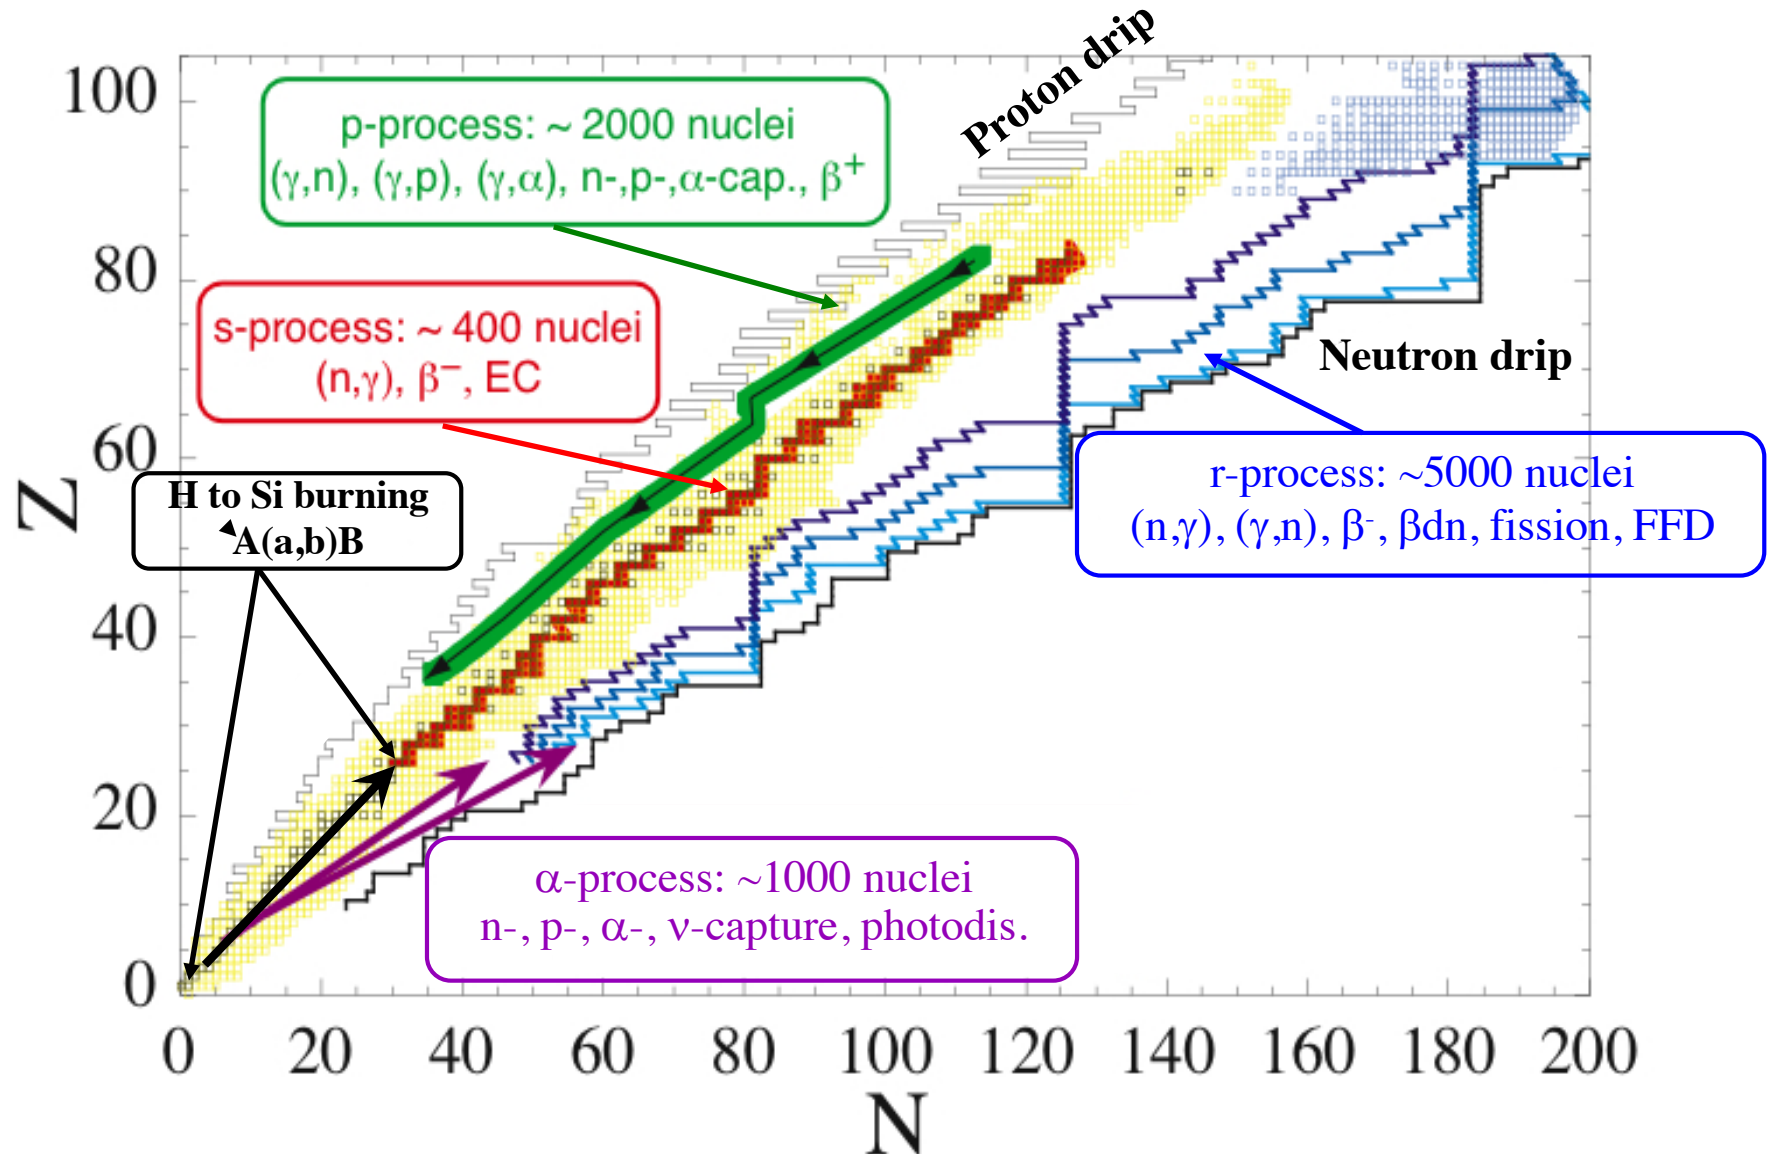 Proton drip
p-process: ~ 2000 nuclei
(γ,n), (γ,p), (γ,α), n-,p-,α-cap., β⁺
s-process: ~ 400 nuclei
(n,γ), β⁻, EC
Neutron drip
H to Si burning
A(a,b)B
r-process: ~5000 nuclei
(n,γ), (γ,n), β⁻, βdn, fission, FFD
α-process: ~1000 nuclei
n-, p-, α-, ν-capture, photodis.
Z
100
80
60
40
20
0
0 20 40 60 80 100 120 140 160 180 200
N